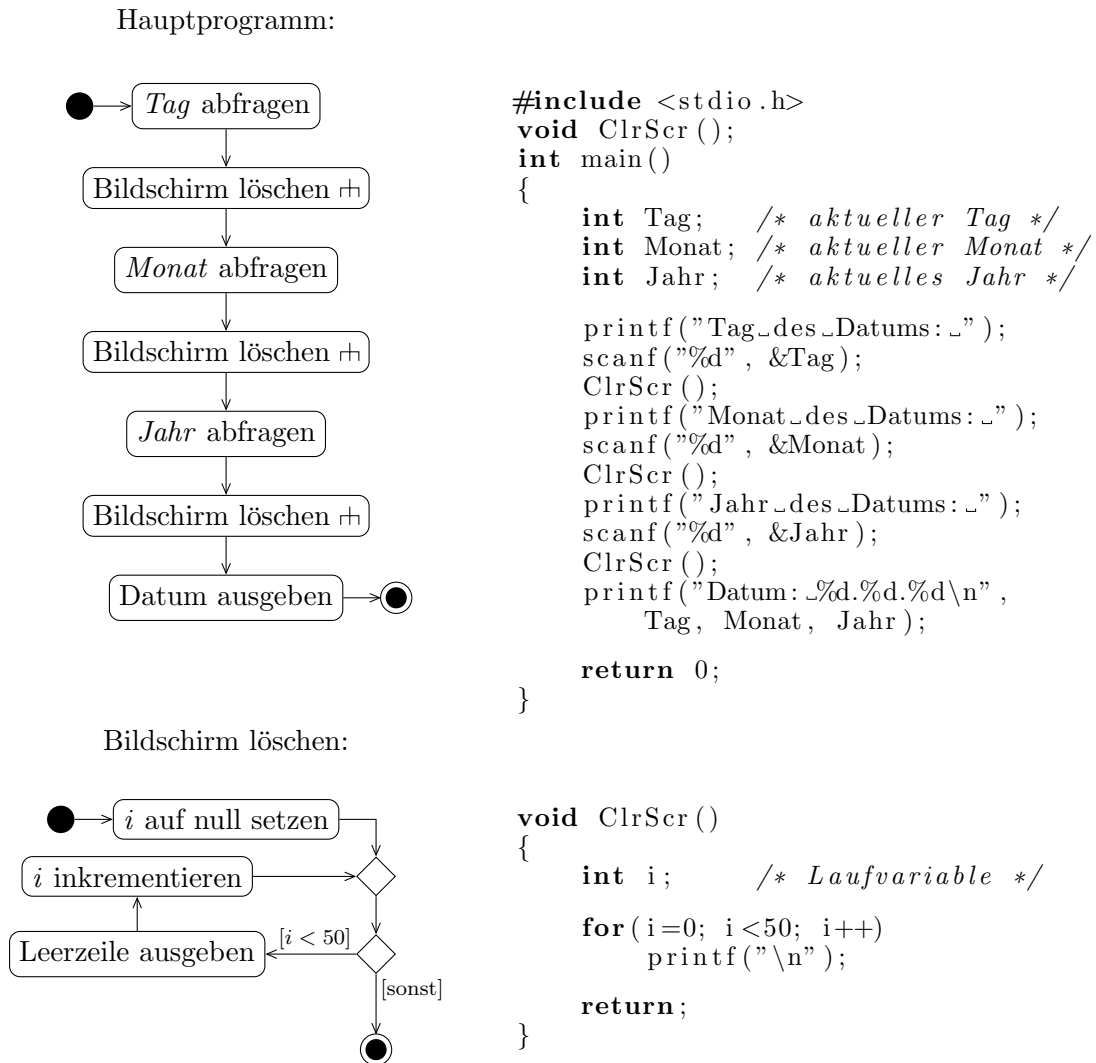 Hauptprogramm:
Tag abfragen
Bildschirm löschen
Monat abfragen
Bildschirm löschen
Jahr abfragen
Bildschirm löschen
Datum ausgeben
#include <stdio.h>
void ClrScr();
int main()
{
int Tag; /* aktueller Tag */
int Monat; /* aktueller Monat */
int Jahr; /* aktuelles Jahr */
printf("Tag␣des␣Datums:␣");
scanf("%d", &Tag);
ClrScr();
printf("Monat␣des␣Datums:␣");
scanf("%d", &Monat);
ClrScr();
printf("Jahr␣des␣Datums:␣");
scanf("%d", &Jahr);
ClrScr();
printf("Datum:␣%d.%d.%d\n",
Tag, Monat, Jahr);
return 0;
}
Bildschirm löschen:
i auf null setzen
i inkrementieren
Leerzeile ausgeben
[i < 50]
[sonst]
void ClrScr()
{
int i; /* Laufvariable */
for(i=0; i<50; i++)
printf("\n");
return;
}